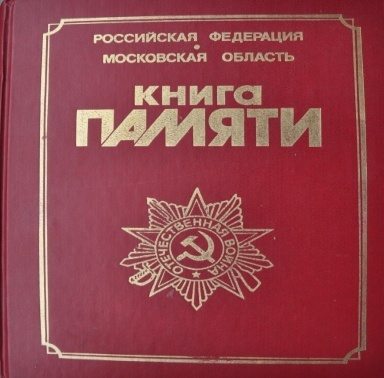 РОССИЙСКАЯ ФЕДЕРАЦИЯ
МОСКОВСКАЯ ОБЛАСТЬ
книга
ПАМЯТИ
ОТЕЧЕСТВЕННАЯ ВОЙНА